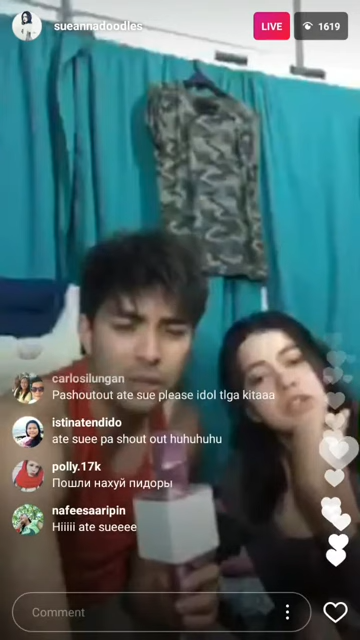 sueannadoodles
LIVE
1619
carlosilungan
Pashoutout ate sue please idol tlga kitaaa
istinatendido
ate suee pa shout out huhuhuhu
polly.17k
Пошли нахуй пидоры
nafeesaaripin
Hiiiii ate sueeee
Comment